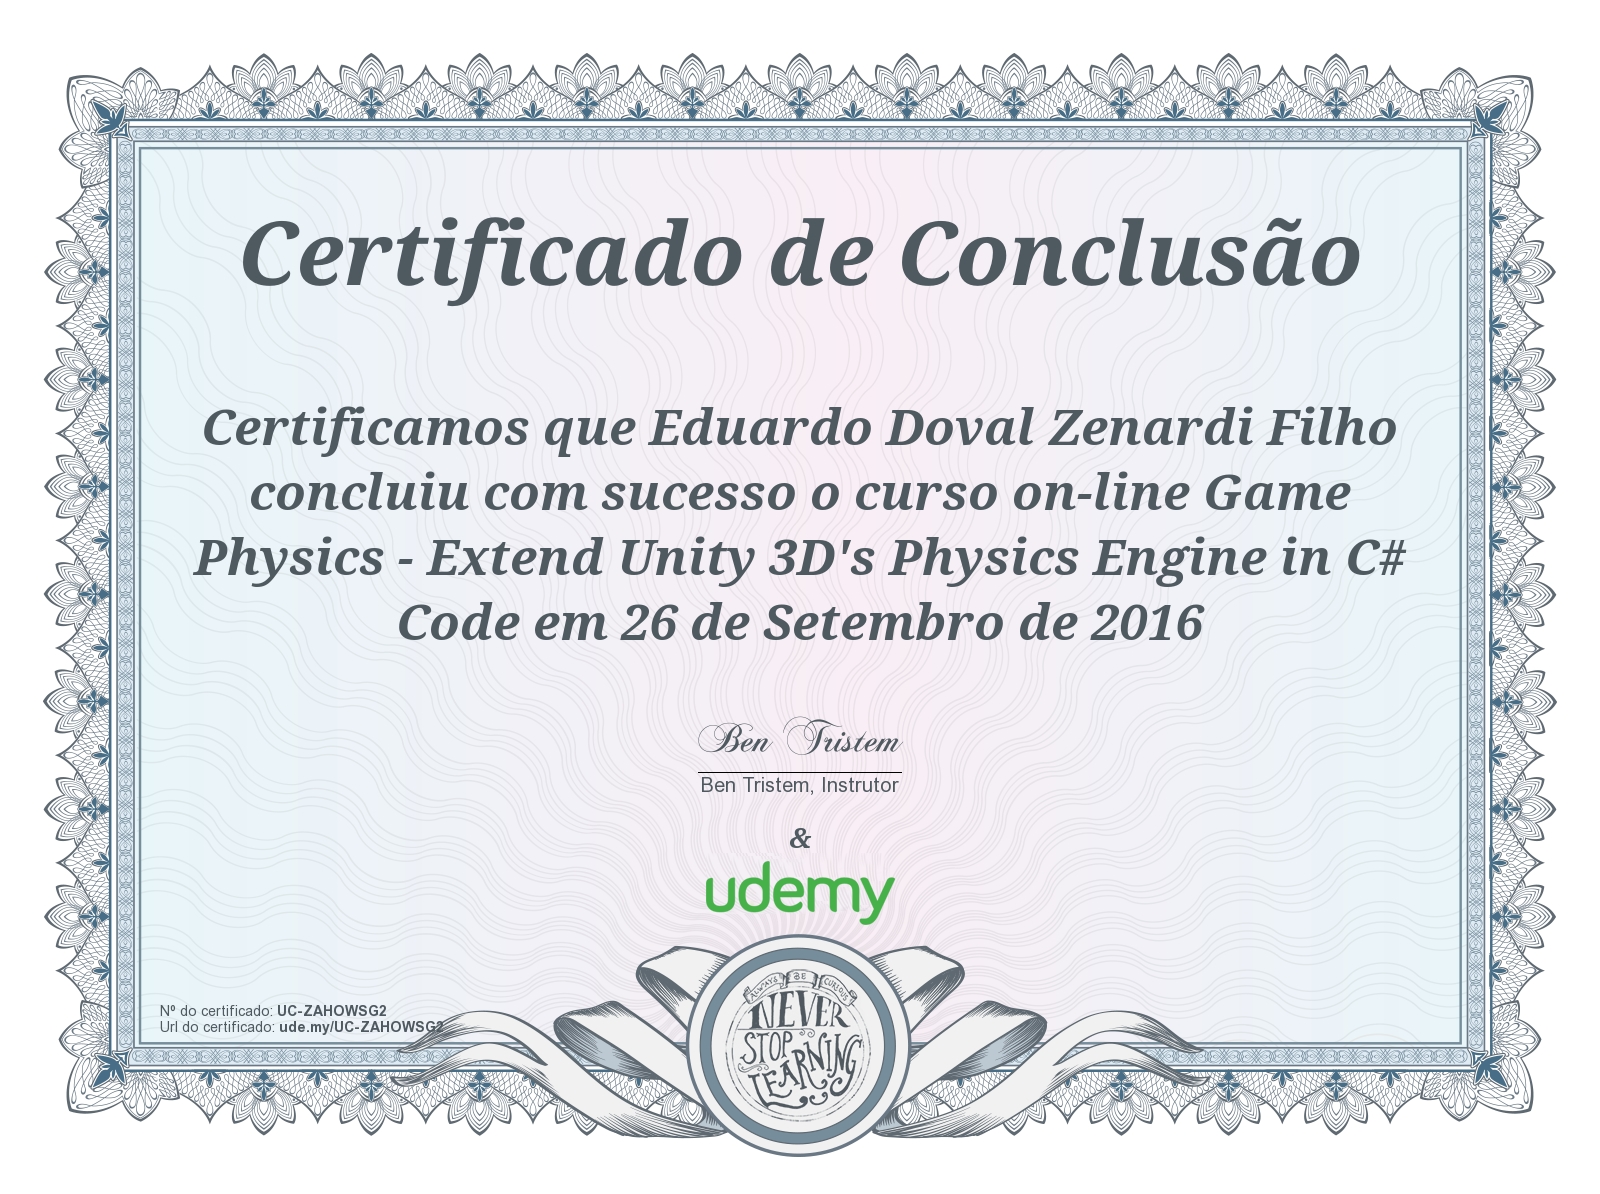 Certificado de Conclusão
Certificamos que Eduardo Doval Zenardi Filho
concluiu com sucesso o curso on-line Game
Physics - Extend Unity 3D's Physics Engine in C#
Code em 26 de Setembro de 2016
Ben Tristem
Ben Tristem, Instrutor
&
udemy
Nº do certificado: UC-ZAHOWSG2
Url do certificado: ude.my/UC-ZAHOWSG2
ALWAYS BE CURIOUS
NEVER
STOP
LEARNING